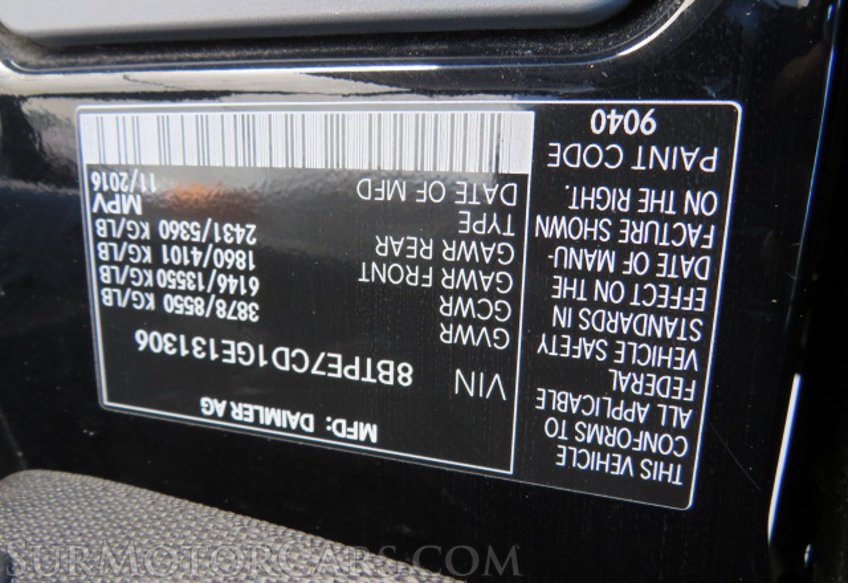 THIS VEHICLE
CONFORMS TO
ALL APPLICABLE
FEDERAL
VEHICLE SAFETY
STANDARDS IN
EFFECT ON THE
DATE OF MANU-
FACTURE SHOWN
ON THE RIGHT.
PAINT CODE
9040
MFD: DAIMLER AG
VIN 8BTPE7CD1GE131306
GVWR 3878/8550 KG/LB
GCWR 6146/13550 KG/LB
GAWR FRONT 1860/4101 KG/LB
GAWR REAR 2431/5360 KG/LB
TYPE MPV
DATE OF MFD 11/2016
SURMOTORCARS.COM